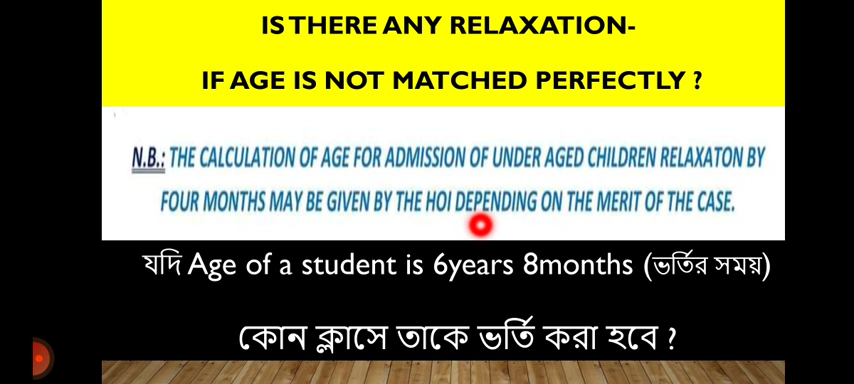 IS THERE ANY RELAXATION-
IF AGE IS NOT MATCHED PERFECTLY ?
N.B.: THE CALCULATION OF AGE FOR ADMISSION OF UNDER AGED CHILDREN RELAXATON BY
FOUR MONTHS MAY BE GIVEN BY THE HOI DEPENDING ON THE MERIT OF THE CASE.
যদি Age of a student is 6years 8months (ভর্তির সময়)
কোন ক্লাসে তাকে ভর্তি করা হবে ?